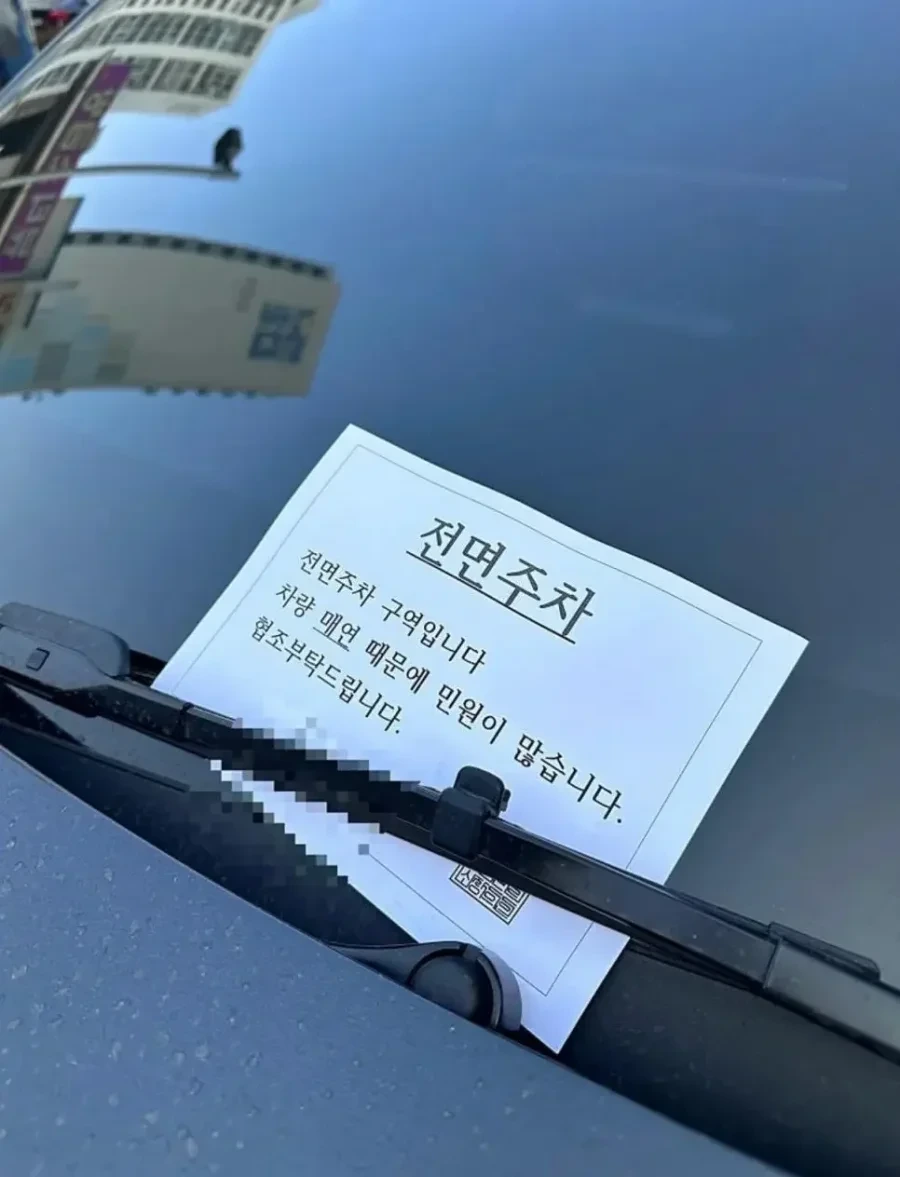 전면주차
전면주차 구역입니다
차량 매연 때문에 민원이 많습니다.
협조부탁드립니다.